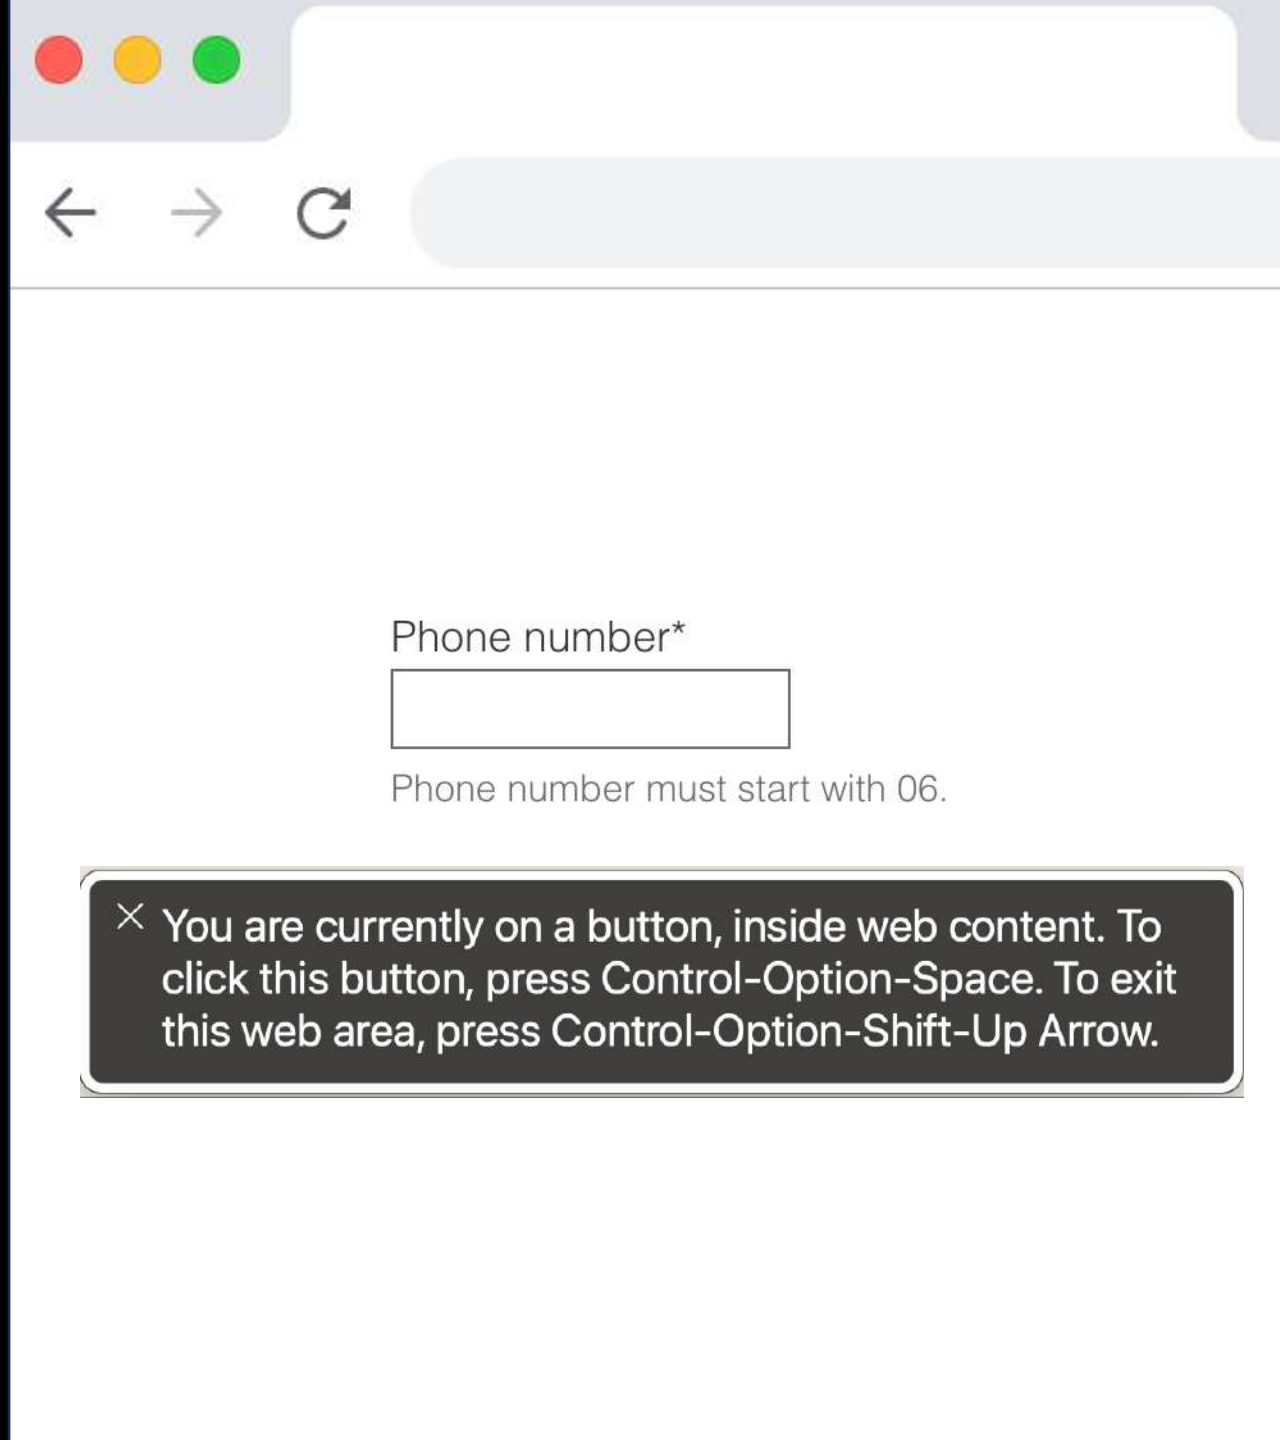 Phone number*
Phone number must start with 06.
You are currently on a button, inside web content. To
click this button, press Control-Option-Space. To exit
this web area, press Control-Option-Shift-Up Arrow.